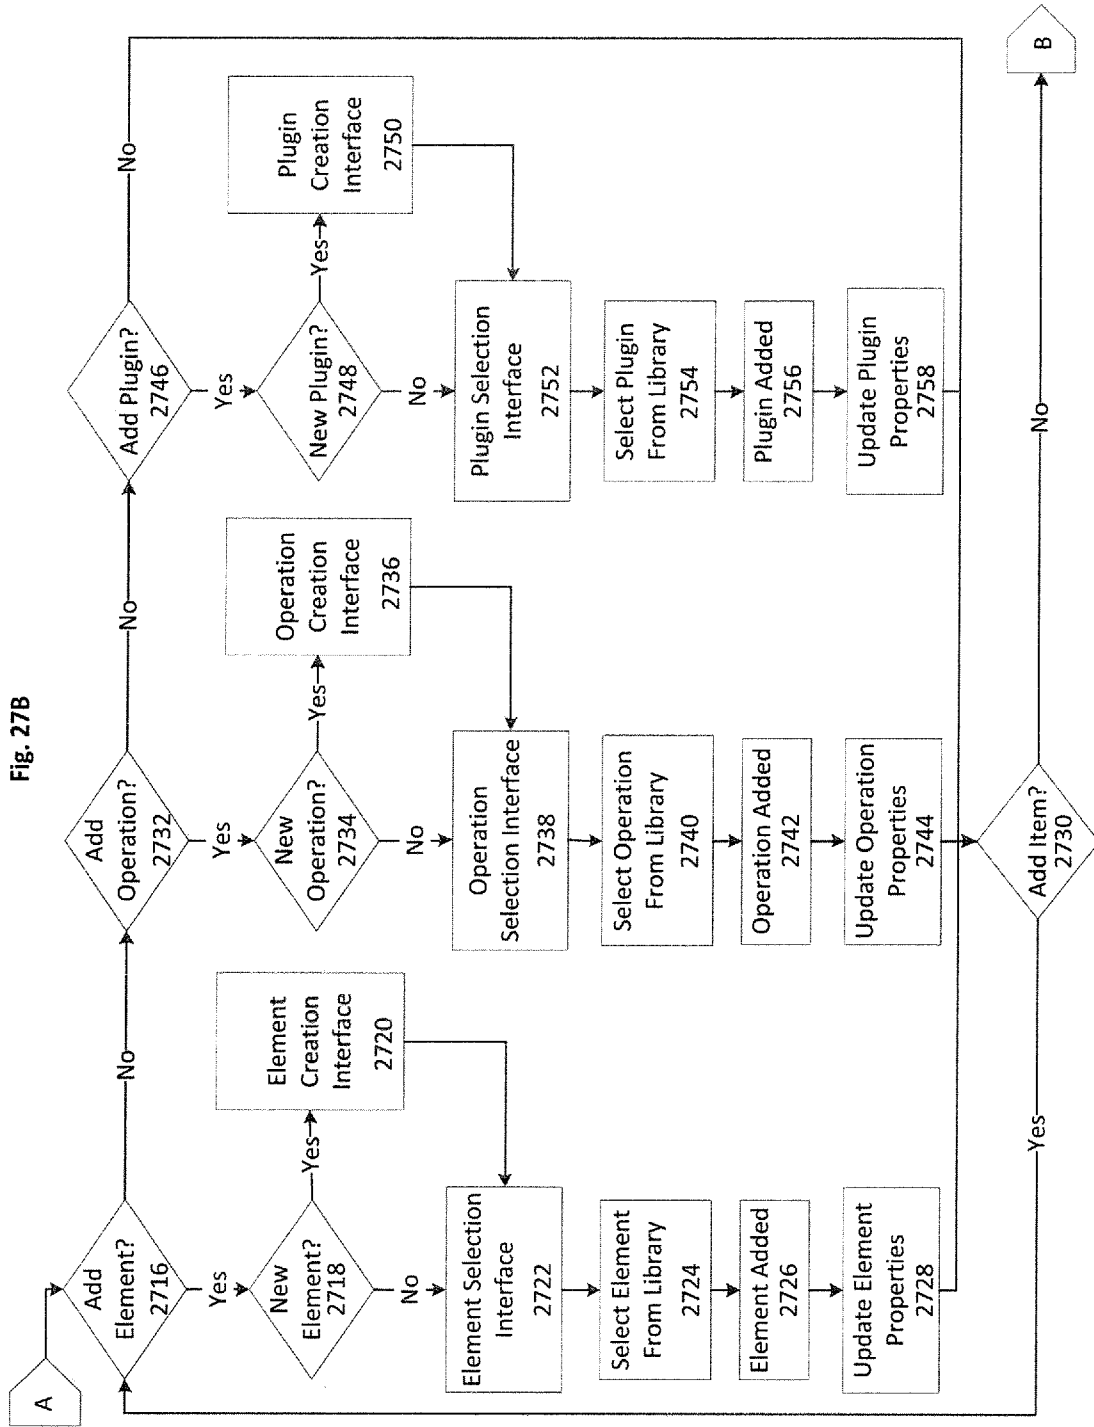 Fig. 27B
A
Add
Element?
2716
No
Add
Operation?
2732
No
Add Plugin?
2746
No
Yes
Yes
Yes
New
Element?
2718
Yes
Element
Creation
Interface
2720
New
Operation?
2734
Yes
Operation
Creation
Interface
2736
New Plugin?
2748
Yes
Plugin
Creation
Interface
2750
No
No
No
Element Selection
Interface
2722
Operation
Selection Interface
2738
Plugin Selection
Interface
2752
Select Element
From Library
2724
Select Operation
From Library
2740
Select Plugin
From Library
2754
Element Added
2726
Operation Added
2742
Plugin Added
2756
Update Element
Properties
2728
Update Operation
Properties
2744
Update Plugin
Properties
2758
Yes
Add Item?
2730
No
B